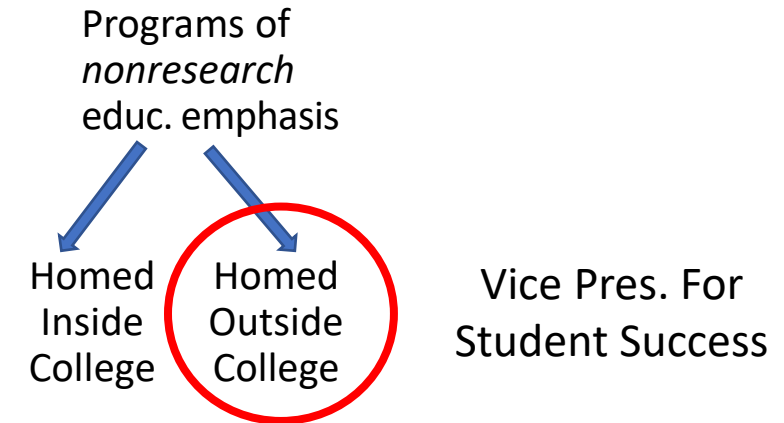 Programs of
nonresearch
educ. emphasis
Homed
Inside
College
Homed
Outside
College
Vice Pres. For
Student Success